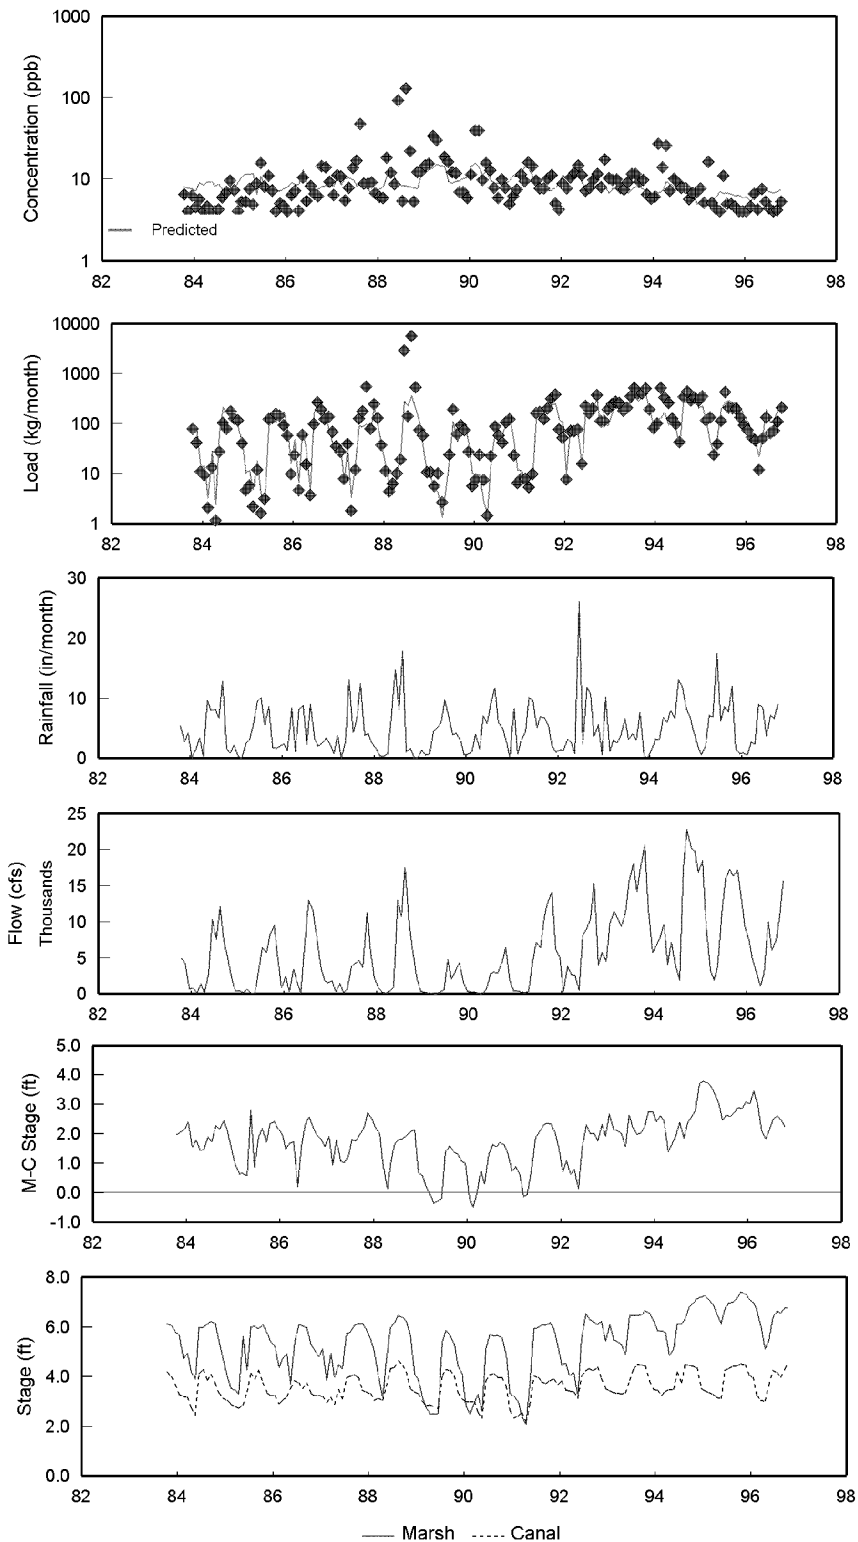 1000
100
10
1
Concentration (ppb)
Predicted
82 84 86 88 90 92 94 96 98
10000
1000
100
10
1
Load (kg/month)
82 84 86 88 90 92 94 96 98
30
20
10
0
Rainfall (in/month)
82 84 86 88 90 92 94 96 98
25
20
15
10
5
0
Flow (cfs)
Thousands
82 84 86 88 90 92 94 96 98
5.0
4.0
3.0
2.0
1.0
0.0
-1.0
M-C Stage (ft)
82 84 86 88 90 92 94 96 98
8.0
6.0
4.0
2.0
0.0
Stage (ft)
82 84 86 88 90 92 94 96 98
Marsh Canal